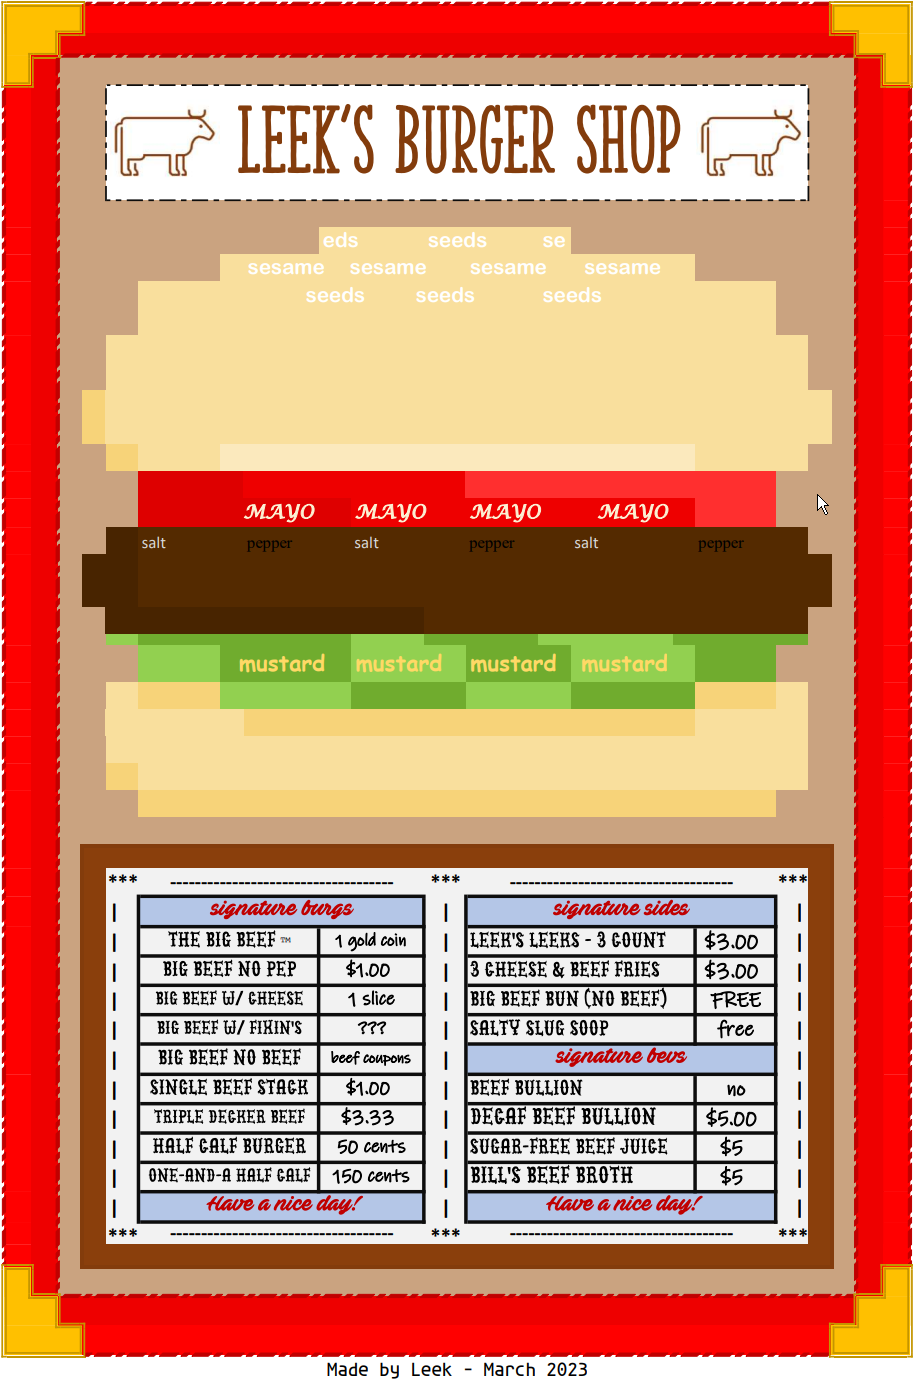 LEEK'S BURGER SHOP
eds seeds se
sesame sesame sesame sesame
seeds seeds seeds
MAYO MAYO MAYO MAYO
salt pepper salt pepper salt pepper
mustard mustard mustard mustard
*** ------------------------------------ *** ------------------------------------ ***
signature burgs
THE BIG BEEF ™ 1 gold coin
BIG BEEF NO PEP $1.00
BIG BEEF W/ CHEESE 1 slice
BIG BEEF W/ FIXIN'S ???
BIG BEEF NO BEEF beef coupons
SINGLE BEEF STACK $1.00
TRIPLE DECKER BEEF $3.33
HALF CALF BURGER 50 cents
ONE-AND-A HALF CALF 150 cents
Have a nice day!
signature sides
LEEK'S LEEKS - 3 COUNT $3.00
3 CHEESE & BEEF FRIES $3.00
BIG BEEF BUN (NO BEEF) FREE
SALTY SLUG SOOP free
signature bevs
BEEF BULLION no
DECAF BEEF BULLION $5.00
SUGAR-FREE BEEF JUICE $5
BILL'S BEEF BROTH $5
Have a nice day!
*** ------------------------------------ *** ------------------------------------ ***
Made by Leek - March 2023